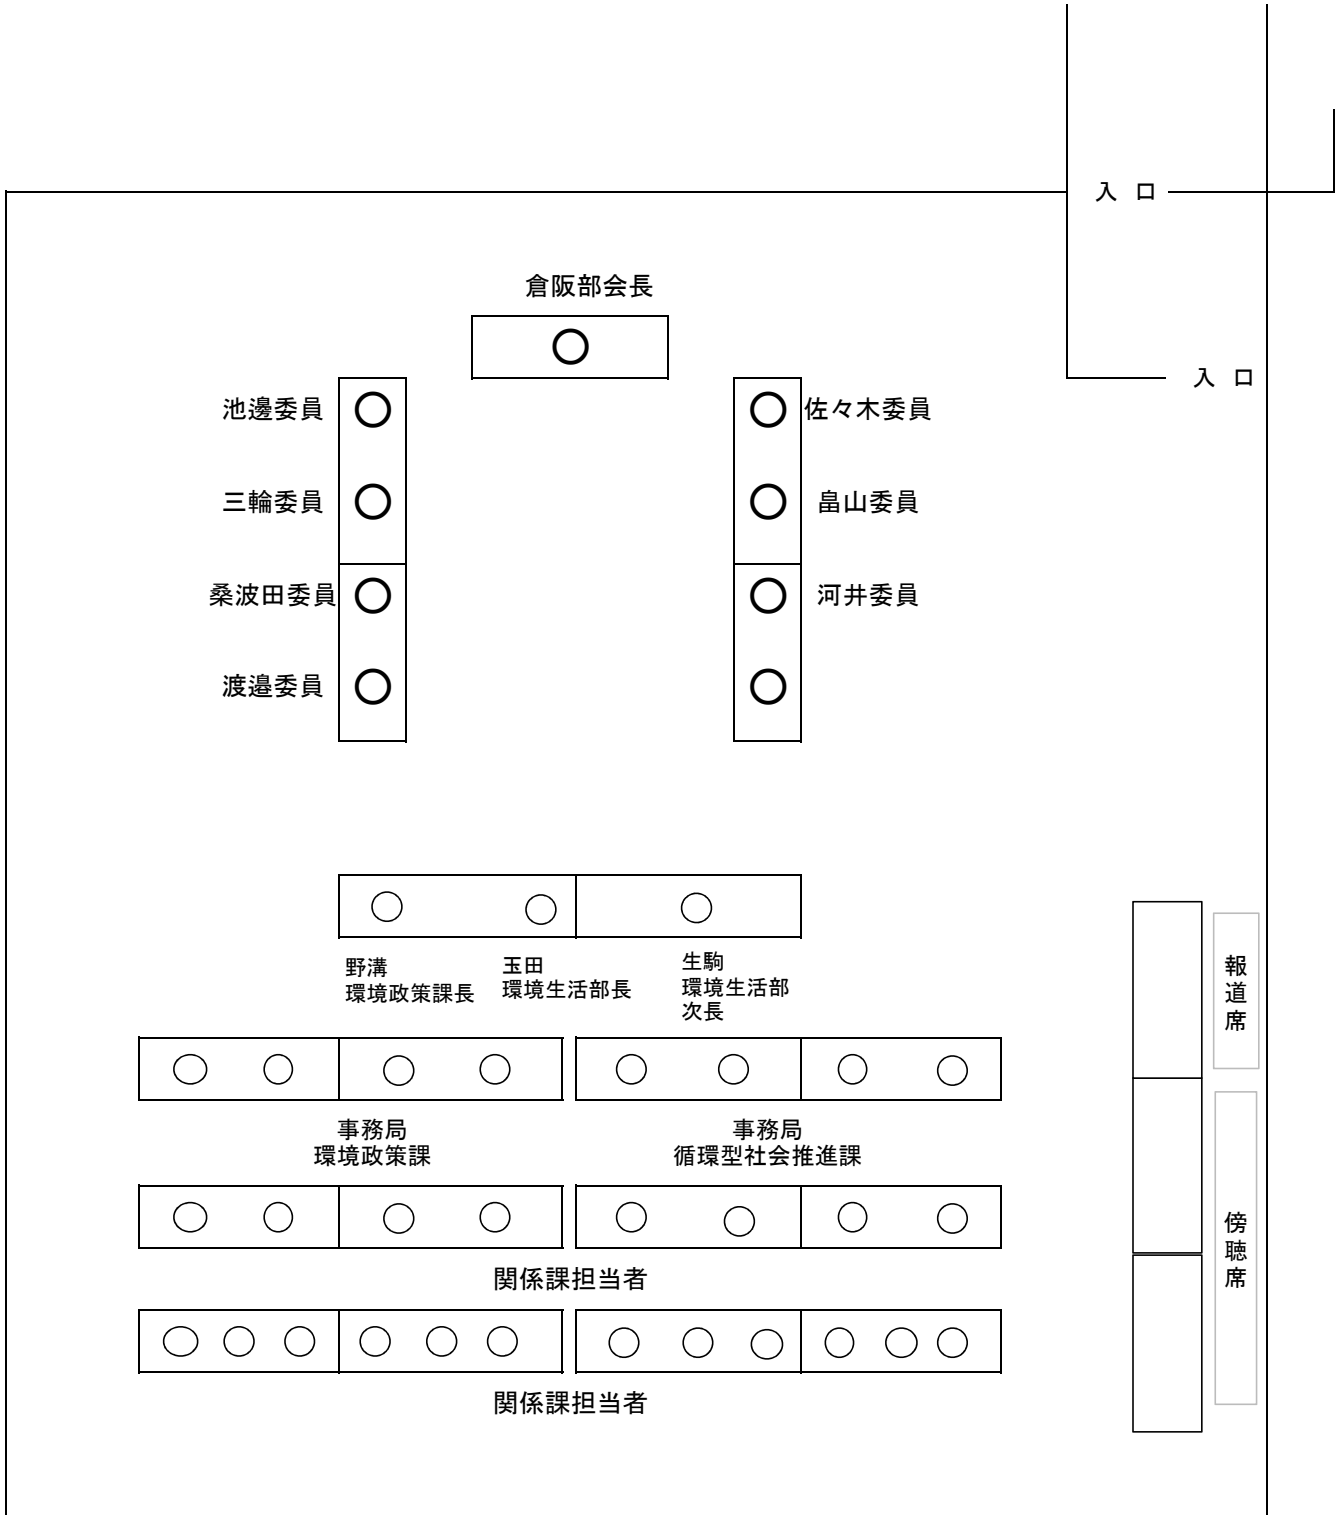 入 口
倉阪部会長
入 口
池邊委員
佐々木委員
三輪委員
畠山委員
桑波田委員
河井委員
渡邉委員
野溝
環境政策課長
玉田
環境生活部長
生駒
環境生活部
次長
報道席
事務局
環境政策課
事務局
循環型社会推進課
傍聴席
関係課担当者
関係課担当者